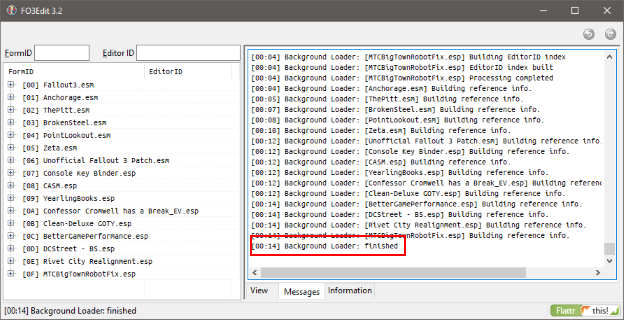 FO3Edit 3.2
FormID
Editor ID
FormID EditorID
[00] Fallout3.esm
[01] Anchorage.esm
[02] ThePitt.esm
[03] BrokenSteel.esm
[04] PointLookout.esm
[05] Zeta.esm
[06] Unofficial Fallout 3 Patch.esm
[07] Console Key Binder.esp
[08] CASM.esp
[09] YearlingBooks.esp
[0A] Confessor Cromwell has a Break_EV.esp
[0B] Clean-Deluxe GOTY.esp
[0C] BetterGamePerformance.esp
[0D] DCStreet - BS.esp
[0E] Rivet City Realignment.esp
[0F] MTCBigTownRobotFix.esp
[00:04] Background Loader: [MTCBigTownRobotFix.esp] Building EditorID index
[00:04] Background Loader: [MTCBigTownRobotFix.esp] EditorID index built
[00:04] Background Loader: [MTCBigTownRobotFix.esp] Processing completed
[00:04] Background Loader: [Anchorage.esm] Building reference info.
[00:05] Background Loader: [ThePitt.esm] Building reference info.
[00:07] Background Loader: [BrokenSteel.esm] Building reference info.
[00:08] Background Loader: [PointLookout.esm] Building reference info.
[00:10] Background Loader: [Zeta.esm] Building reference info.
[00:12] Background Loader: [Unofficial Fallout 3 Patch.esm] Building reference info.
[00:12] Background Loader: [Console Key Binder.esp] Building reference info.
[00:12] Background Loader: [CASM.esp] Building reference info.
[00:12] Background Loader: [YearlingBooks.esp] Building reference info.
[00:12] Background Loader: [Confessor Cromwell has a Break_EV.esp] Building refere
[00:12] Background Loader: [Clean-Deluxe GOTY.esp] Building reference info.
[00:14] Background Loader: [BetterGamePerformance.esp] Building reference info.
[00:14] Background Loader: [DCStreet - BS.esp] Building reference info.
[00:14] Background Loader: [Rivet City Realignment.esp] Building reference info.
[00:14] Background Loader: [MTCBigTownRobotFix.esp] Building reference info.
[00:14] Background Loader: finished
View Messages Information
[00:14] Background Loader: finished
Flattr this!